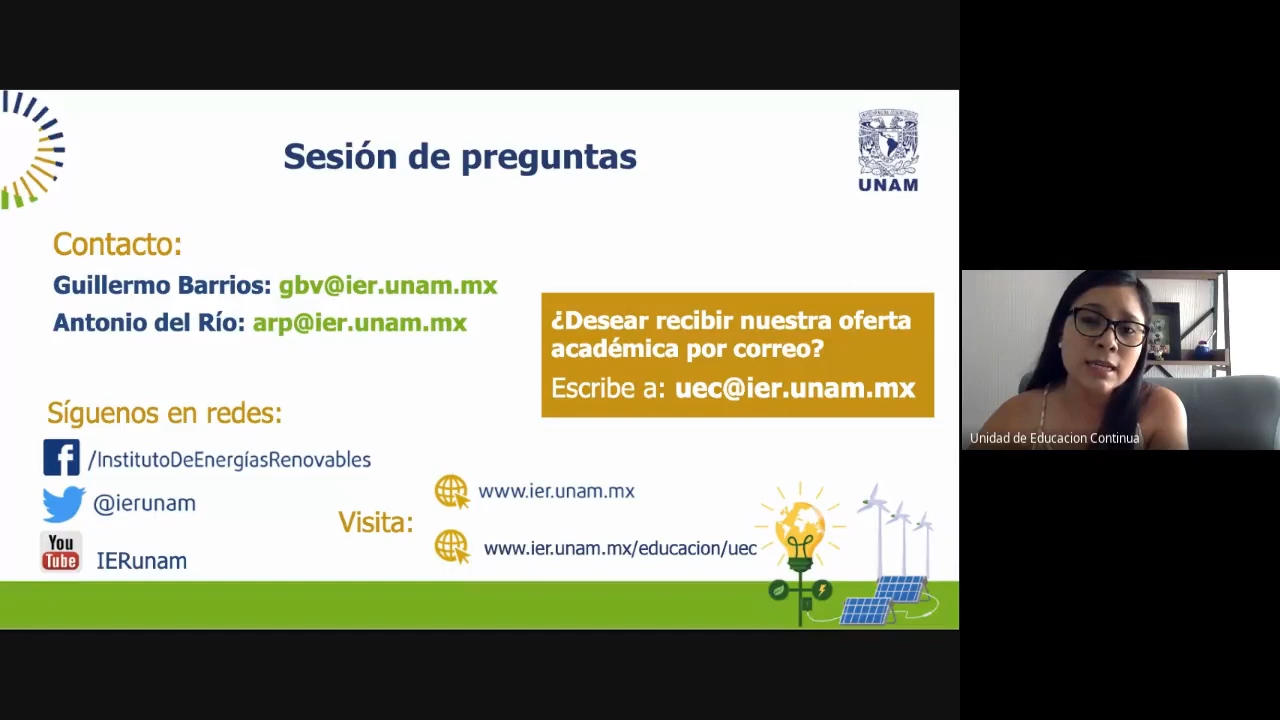 Sesión de preguntas
UNAM
Contacto:
Guillermo Barrios: gbv@ier.unam.mx
Antonio del Río: arp@ier.unam.mx
¿Desear recibir nuestra oferta
académica por correo?
Escribe a: uec@ier.unam.mx
Síguenos en redes:
/InstitutoDeEnergíasRenovables
@ierunam
You
Tube
IERunam
Visita:
www.ier.unam.mx
www.ier.unam.mx/educacion/uec
Unidad de Educacion Continua